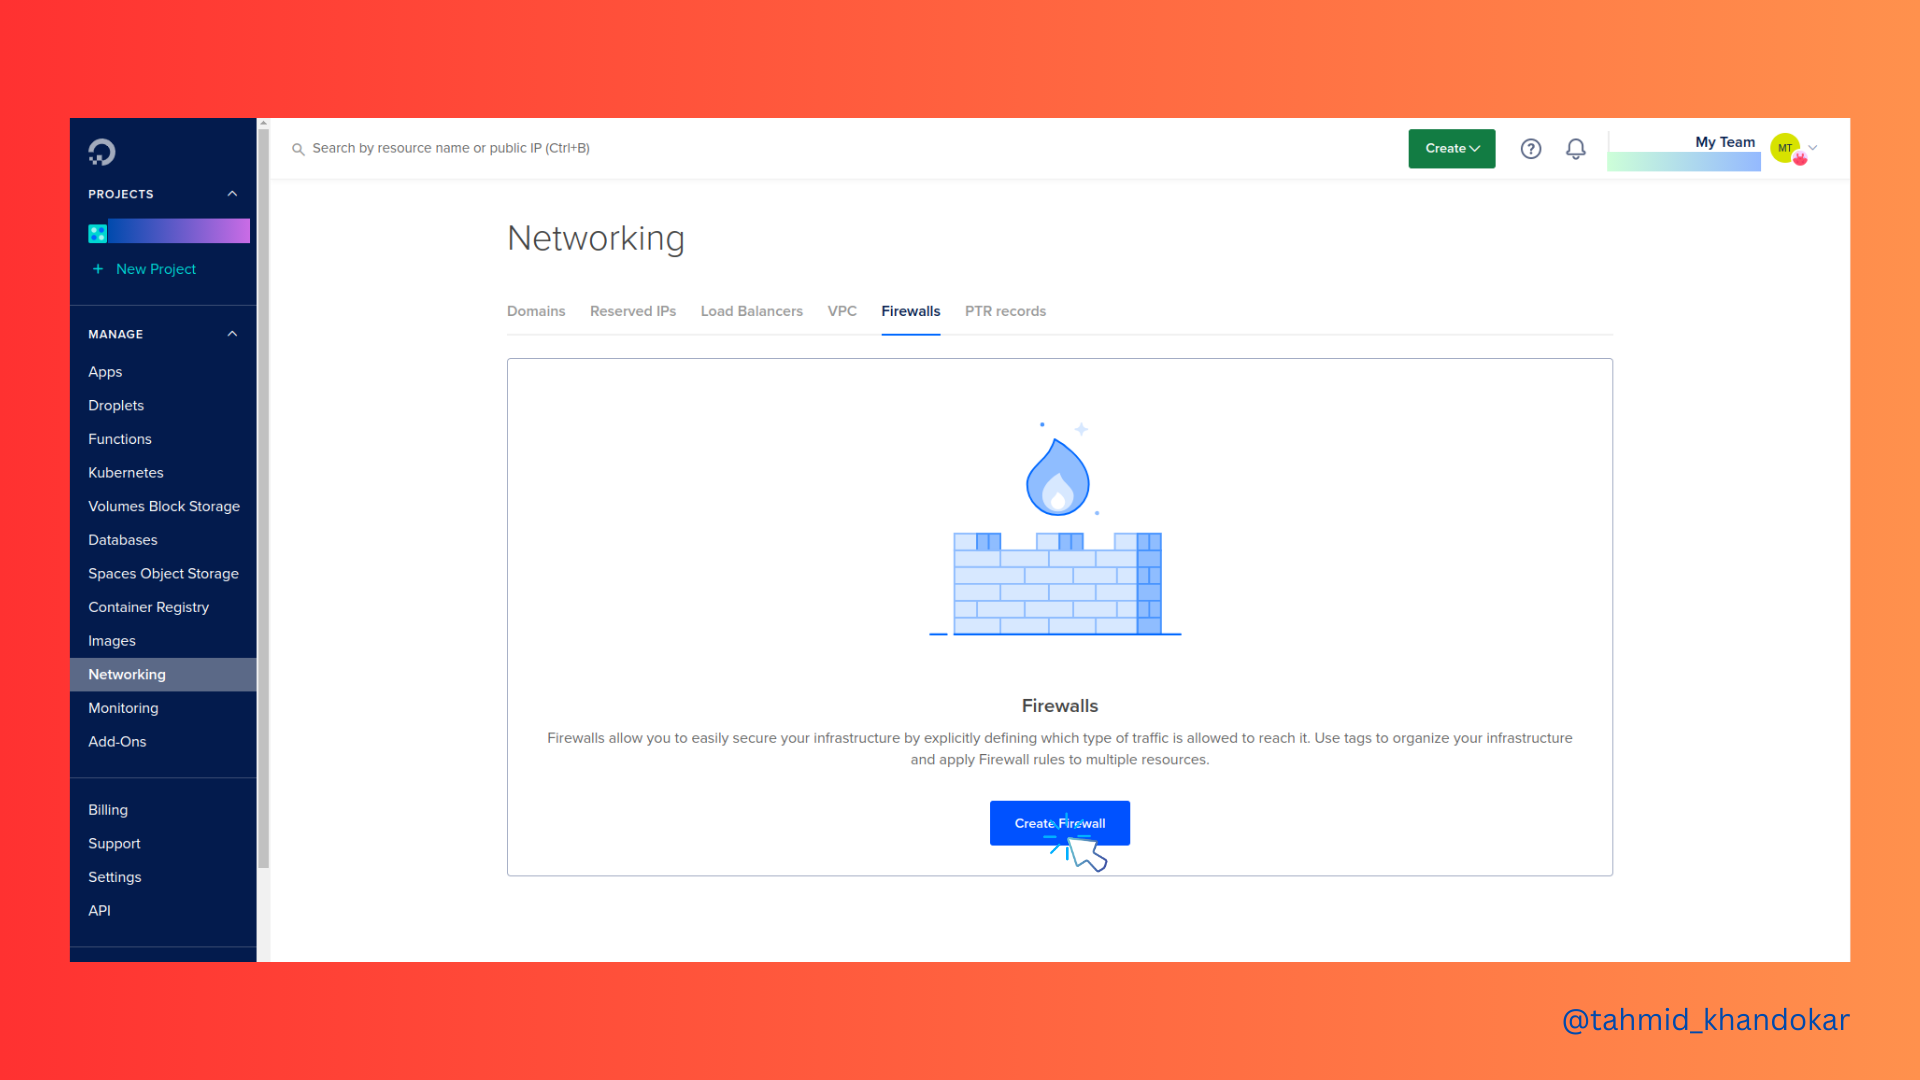 Search by resource name or public IP (Ctrl+B)
Create
My Team
MT
PROJECTS
+ New Project
MANAGE
Apps
Droplets
Functions
Kubernetes
Volumes Block Storage
Databases
Spaces Object Storage
Container Registry
Images
Networking
Monitoring
Add-Ons
Billing
Support
Settings
API
Networking
Domains Reserved IPs Load Balancers VPC Firewalls PTR records
Firewalls
Firewalls allow you to easily secure your infrastructure by explicitly defining which type of traffic is allowed to reach it. Use tags to organize your infrastructure
and apply Firewall rules to multiple resources.
Create Firewall
@tahmid_khandokar